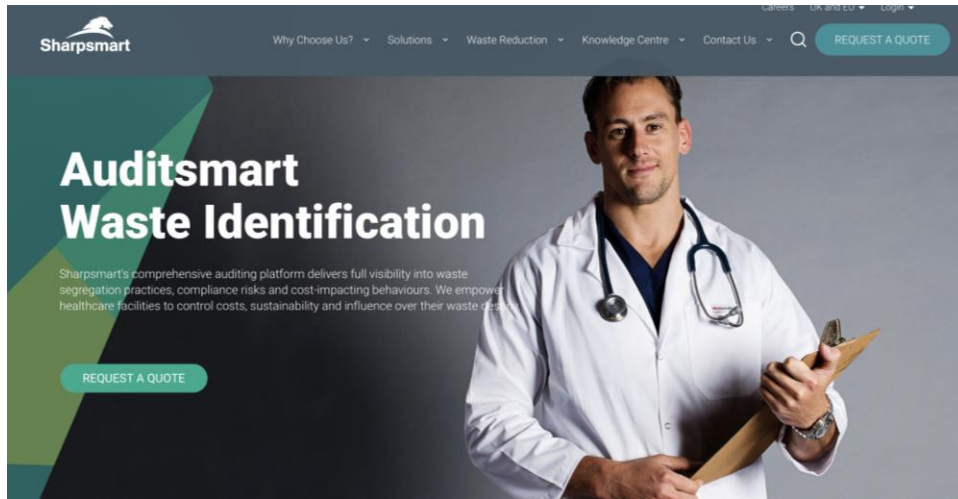 Careers UK and EU Login
Sharpsmart
Why Choose Us? Solutions Waste Reduction Knowledge Centre Contact Us REQUEST A QUOTE
Auditsmart
Waste Identification
Sharpsmart's comprehensive auditing platform delivers full visibility into waste
segregation practices, compliance risks and cost-impacting behaviours. We empower
healthcare facilities to control costs, sustainability and influence over their waste destiny.
REQUEST A QUOTE